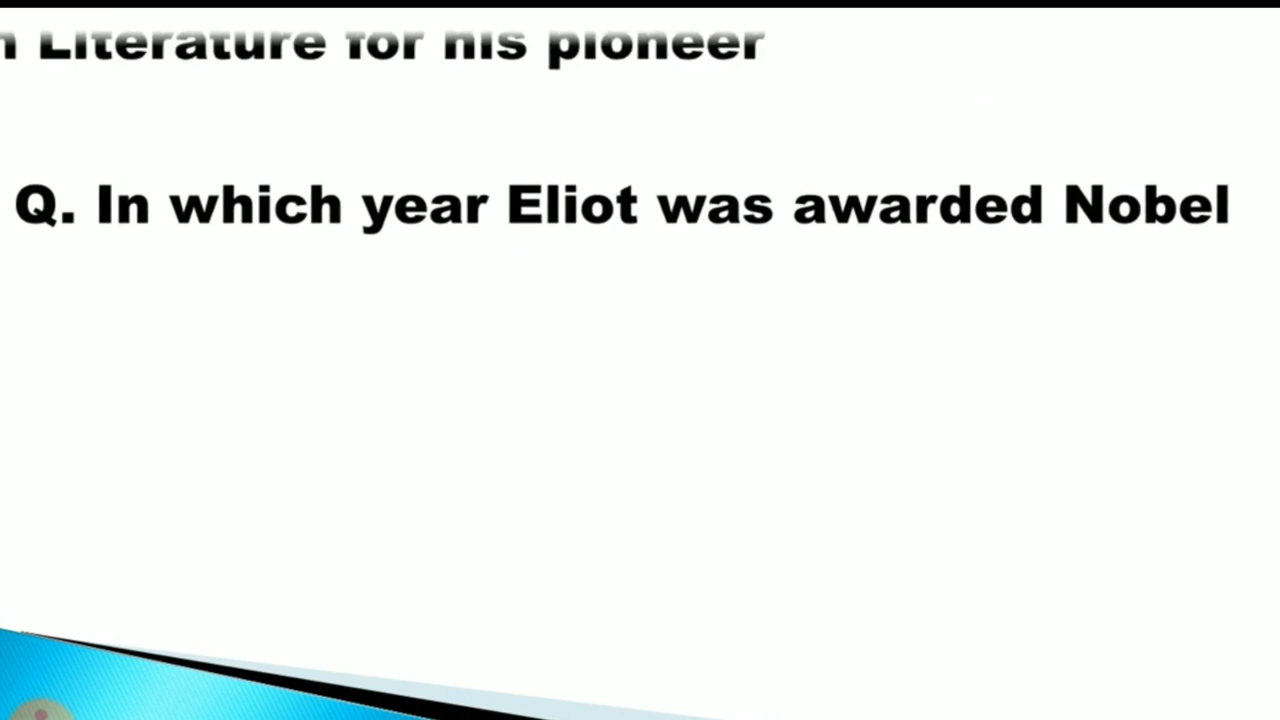 n Literature for his pioneer
Q. In which year Eliot was awarded Nobel